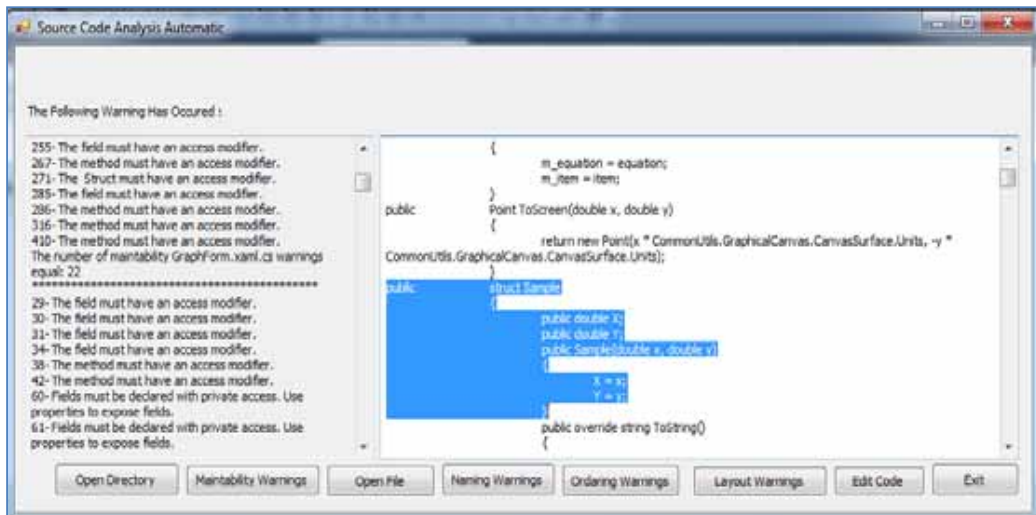 Source Code Analysis Automatic
The Following Warning Has Occured :
255- The field must have an access modifier.
267- The method must have an access modifier.
271- The Struct must have an access modifier.
285- The field must have an access modifier.
286- The method must have an access modifier.
316- The method must have an access modifier.
410- The method must have an access modifier.
The number of maintability GraphForm.xaml.cs warnings
equal: 22
**********************************************
29- The field must have an access modifier.
30- The field must have an access modifier.
31- The field must have an access modifier.
34- The field must have an access modifier.
38- The method must have an access modifier.
42- The method must have an access modifier.
60- Fields must be declared with private access. Use
properties to expose fields.
61- Fields must be declared with private access. Use
properties to expose fields.
{
m_equation = equation;
m_item = item;
}
public Point ToScreen(double x, double y)
{
return new Point(x * CommonUtils.GraphicalCanvas.CanvasSurface.Units, -y *
CommonUtils.GraphicalCanvas.CanvasSurface.Units);
}
public struct Sample
{
public double X;
public double Y;
public Sample(double x, double y)
{
X = x;
Y = y;
}
public override string ToString()
{
Open Directory
Maintability Warnings
Open File
Naming Warnings
Ordaring Warnings
Layout Warnings
Edit Code
Exit